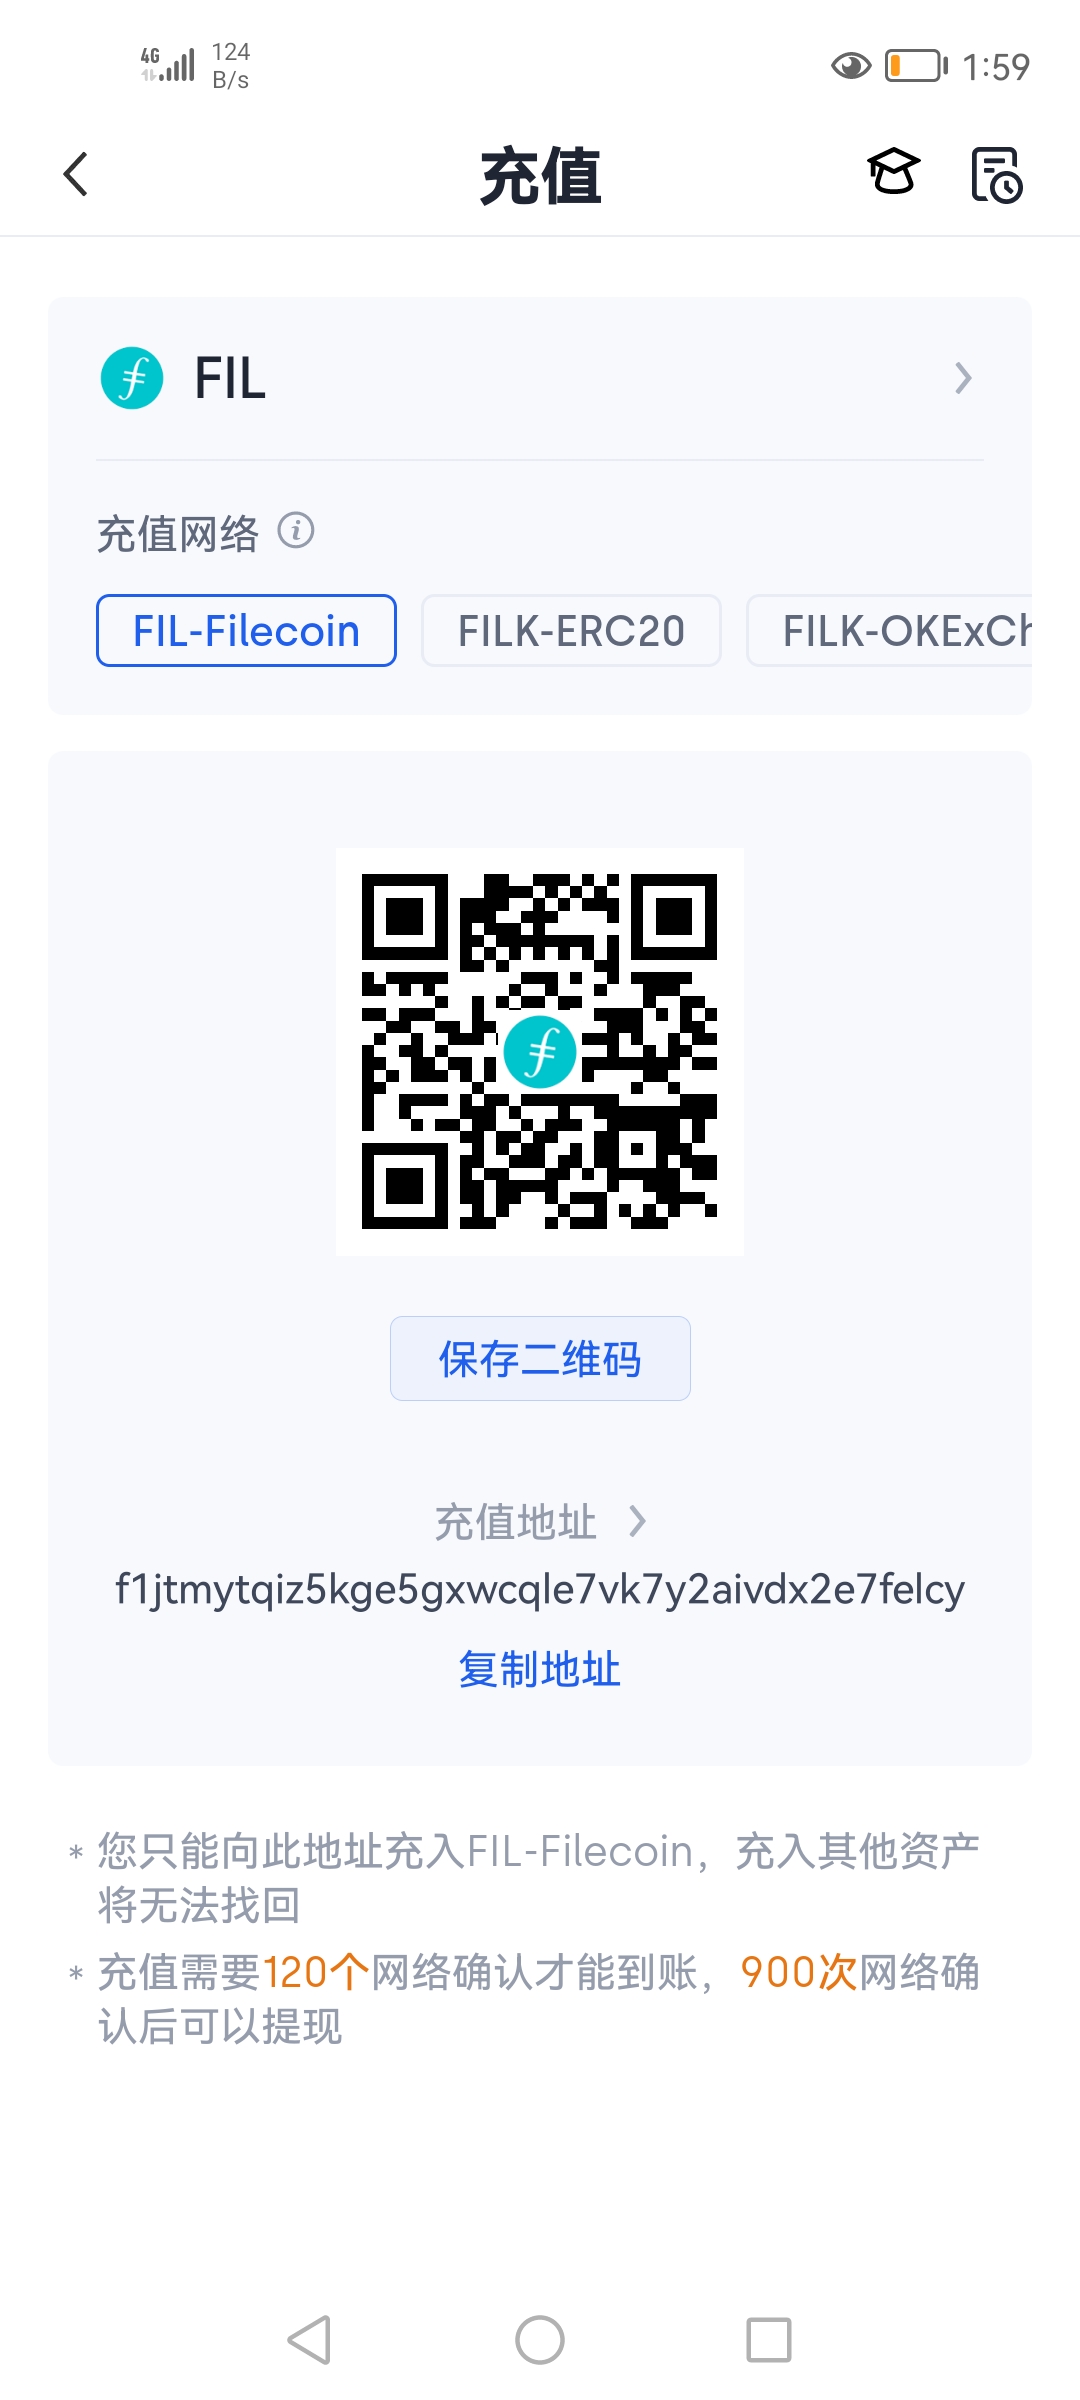 4G
124
B/s
1:59
充值
FIL
充值网络
FIL-Filecoin FILK-ERC20 FILK-OKExCh
保存二维码
充值地址
f1jtmytqiz5kge5gxwcqle7vk7y2aivdx2e7felcy
复制地址
* 您只能向此地址充入FIL-Filecoin，充入其他资产
将无法找回
* 充值需要120个网络确认才能到账，900次网络确
认后可以提现